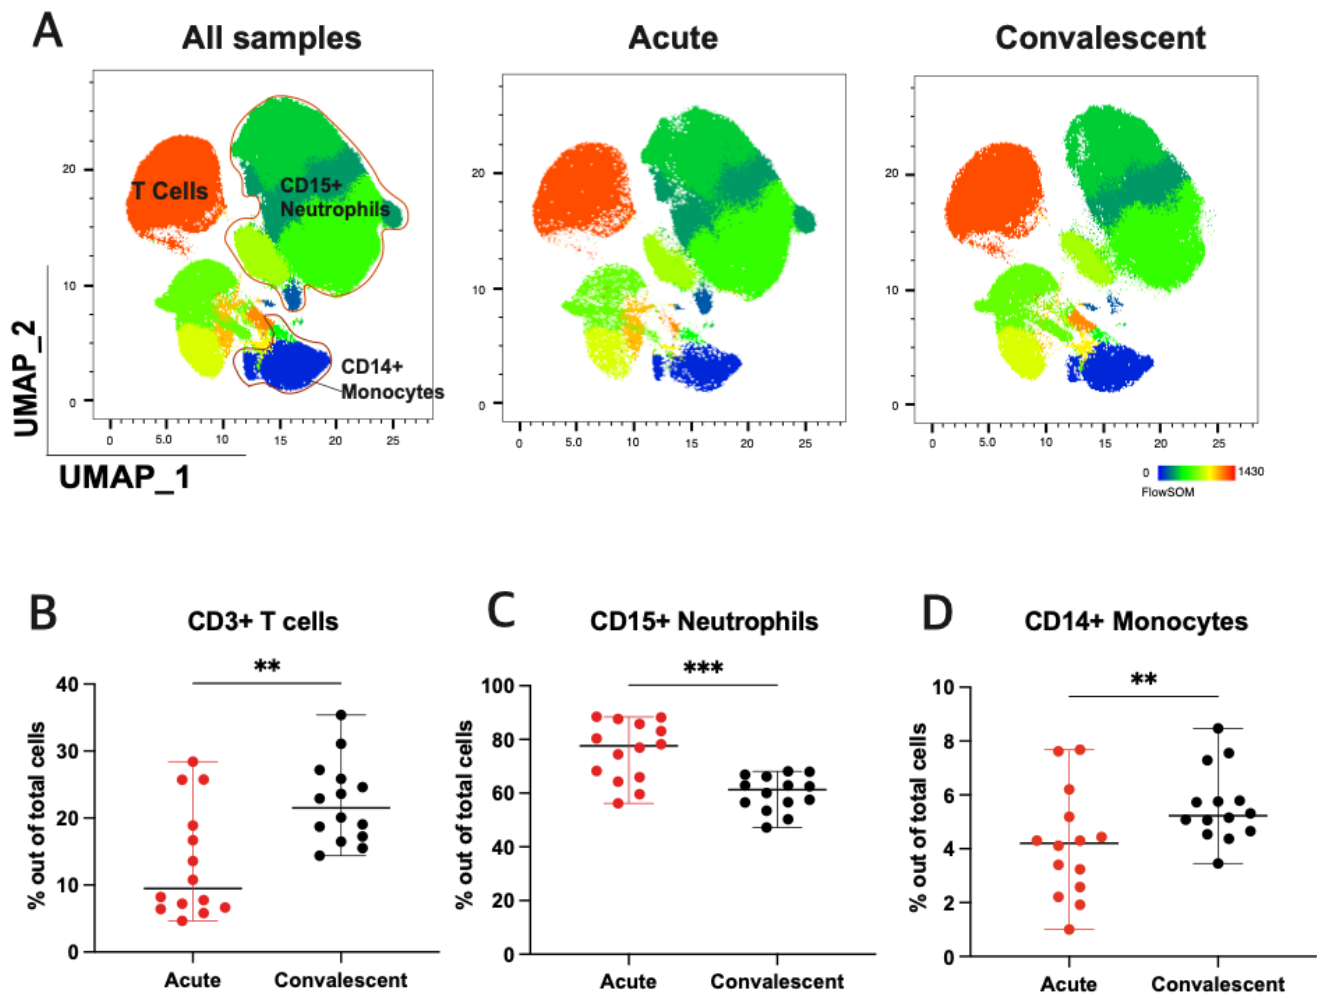 A
All samples
Acute
Convalescent
UMAP_2
20
10
0
T Cells
CD15+
Neutrophils
CD14+
Monocytes
0
5.0
10
15
20
25
20
10
0
0
5.0
10
15
20
25
20
10
0
0
5.0
10
15
20
25
UMAP_1
0
1430
FlowSOM
B
CD3+ T cells
**
% out of total cells
40
30
20
10
0
Acute
Convalescent
C
CD15+ Neutrophils
***
% out of total cells
100
80
60
40
20
0
Acute
Convalescent
D
CD14+ Monocytes
**
% out of total cells
10
8
6
4
2
0
Acute
Convalescent